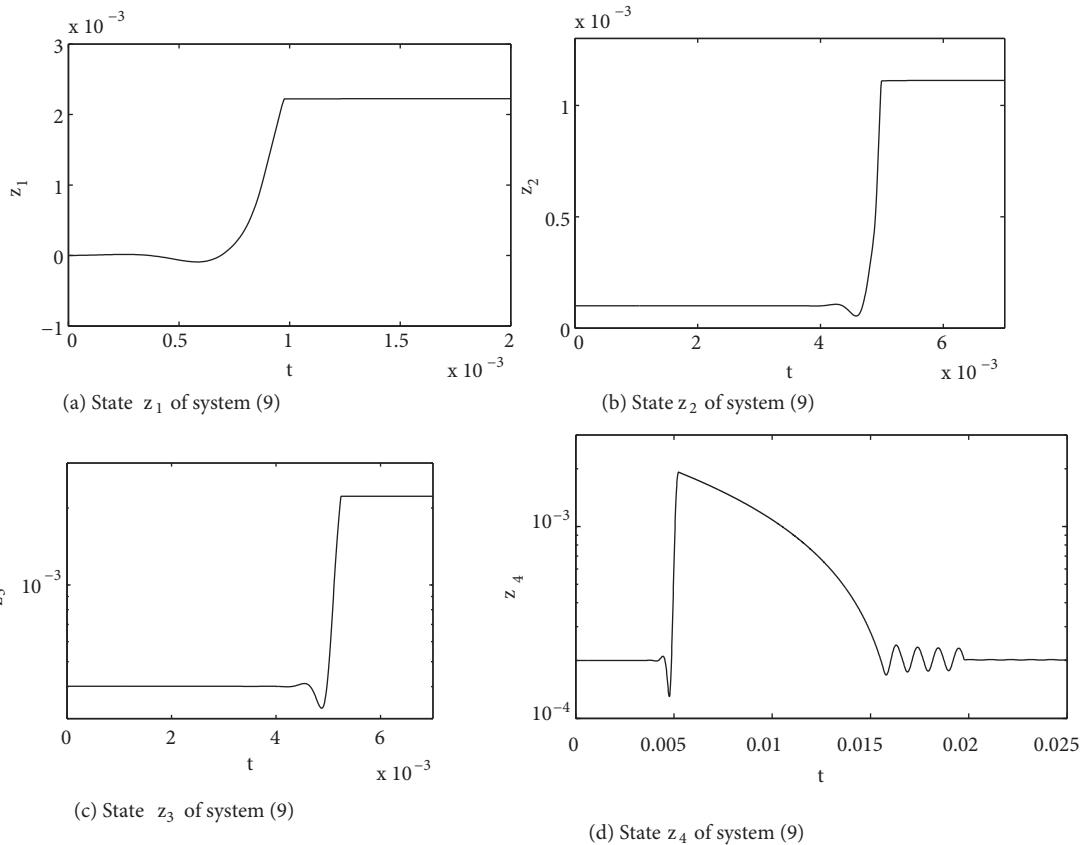 x 10⁻³
3
2
1
0
−1
z₁
0 0.5 1 1.5 2
t
x 10⁻³
(a) State z₁ of system (9)
x 10⁻³
1
0.5
0
z₂
0 2 4 6
t
x 10⁻³
(b) State z₂ of system (9)
10⁻³
z₃
0 2 4 6
t
x 10⁻³
(c) State z₃ of system (9)
10⁻³
10⁻⁴
z₄
0 0.005 0.01 0.015 0.02 0.025
t
(d) State z₄ of system (9)